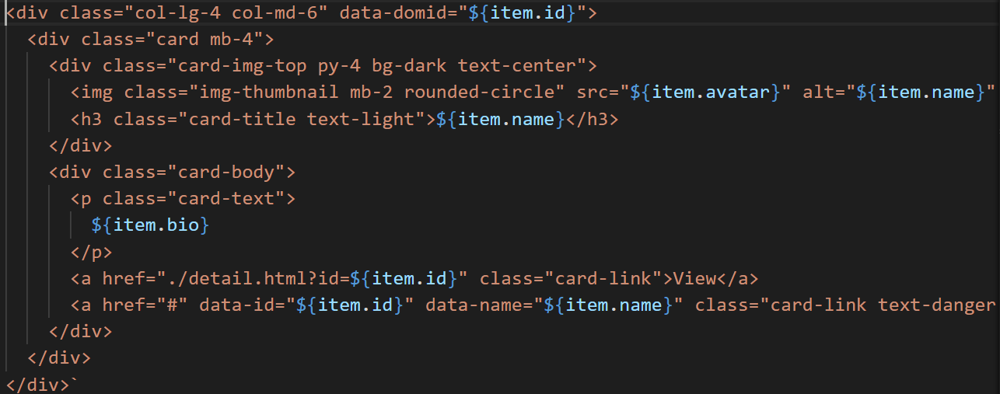 <div class="col-lg-4 col-md-6" data-domid="${item.id}">
<div class="card mb-4">
<div class="card-img-top py-4 bg-dark text-center">
<img class="img-thumbnail mb-2 rounded-circle" src="${item.avatar}" alt="${item.name}"
<h3 class="card-title text-light">${item.name}</h3>
</div>
<div class="card-body">
<p class="card-text">
${item.bio}
</p>
<a href="./detail.html?id=${item.id}" class="card-link">View</a>
<a href="#" data-id="${item.id}" data-name="${item.name}" class="card-link text-danger
</div>
</div>
</div>`